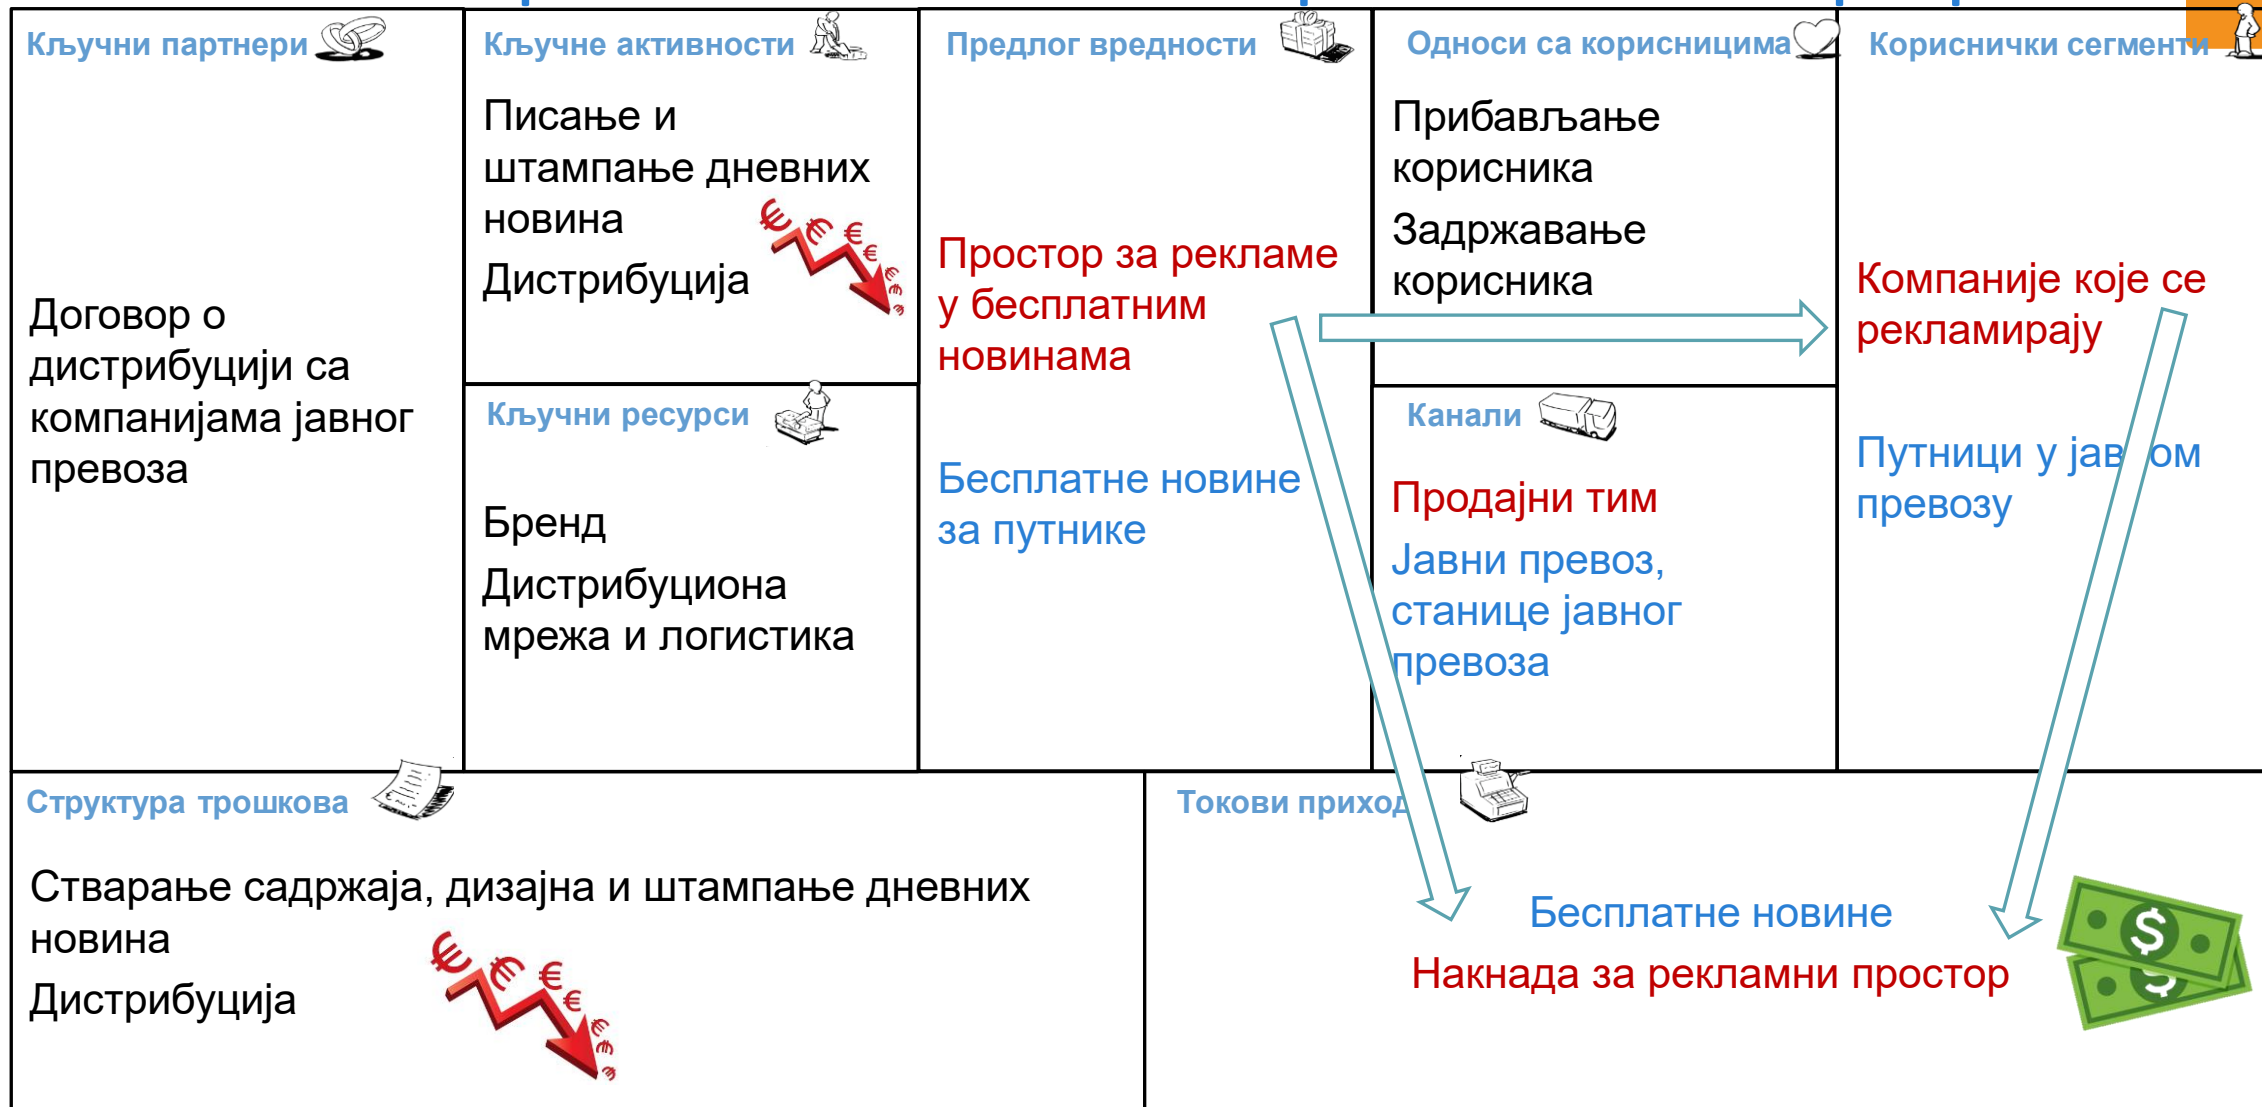 Кључни партнери
Договор о
дистрибуцији са
компанијама јавног
превоза
Кључне активности
Писање и
штампање дневних
новина
Дистрибуција
Кључни ресурси
Бренд
Дистрибуциона
мрежа и логистика
Предлог вредности
Простор за рекламе
у бесплатним
новинама
Бесплатне новине
за путнике
Односи са корисницима
Прибављање
корисника
Задржавање
корисника
Канали
Продајни тим
Јавни превоз,
станице јавног
превоза
Кориснички сегменти
Компаније које се
рекламирају
Путници у јавном
превозу
Структура трошкова
Стварање садржаја, дизајна и штампање дневних
новина
Дистрибуција
Токови приход
Бесплатне новине
Накнада за рекламни простор